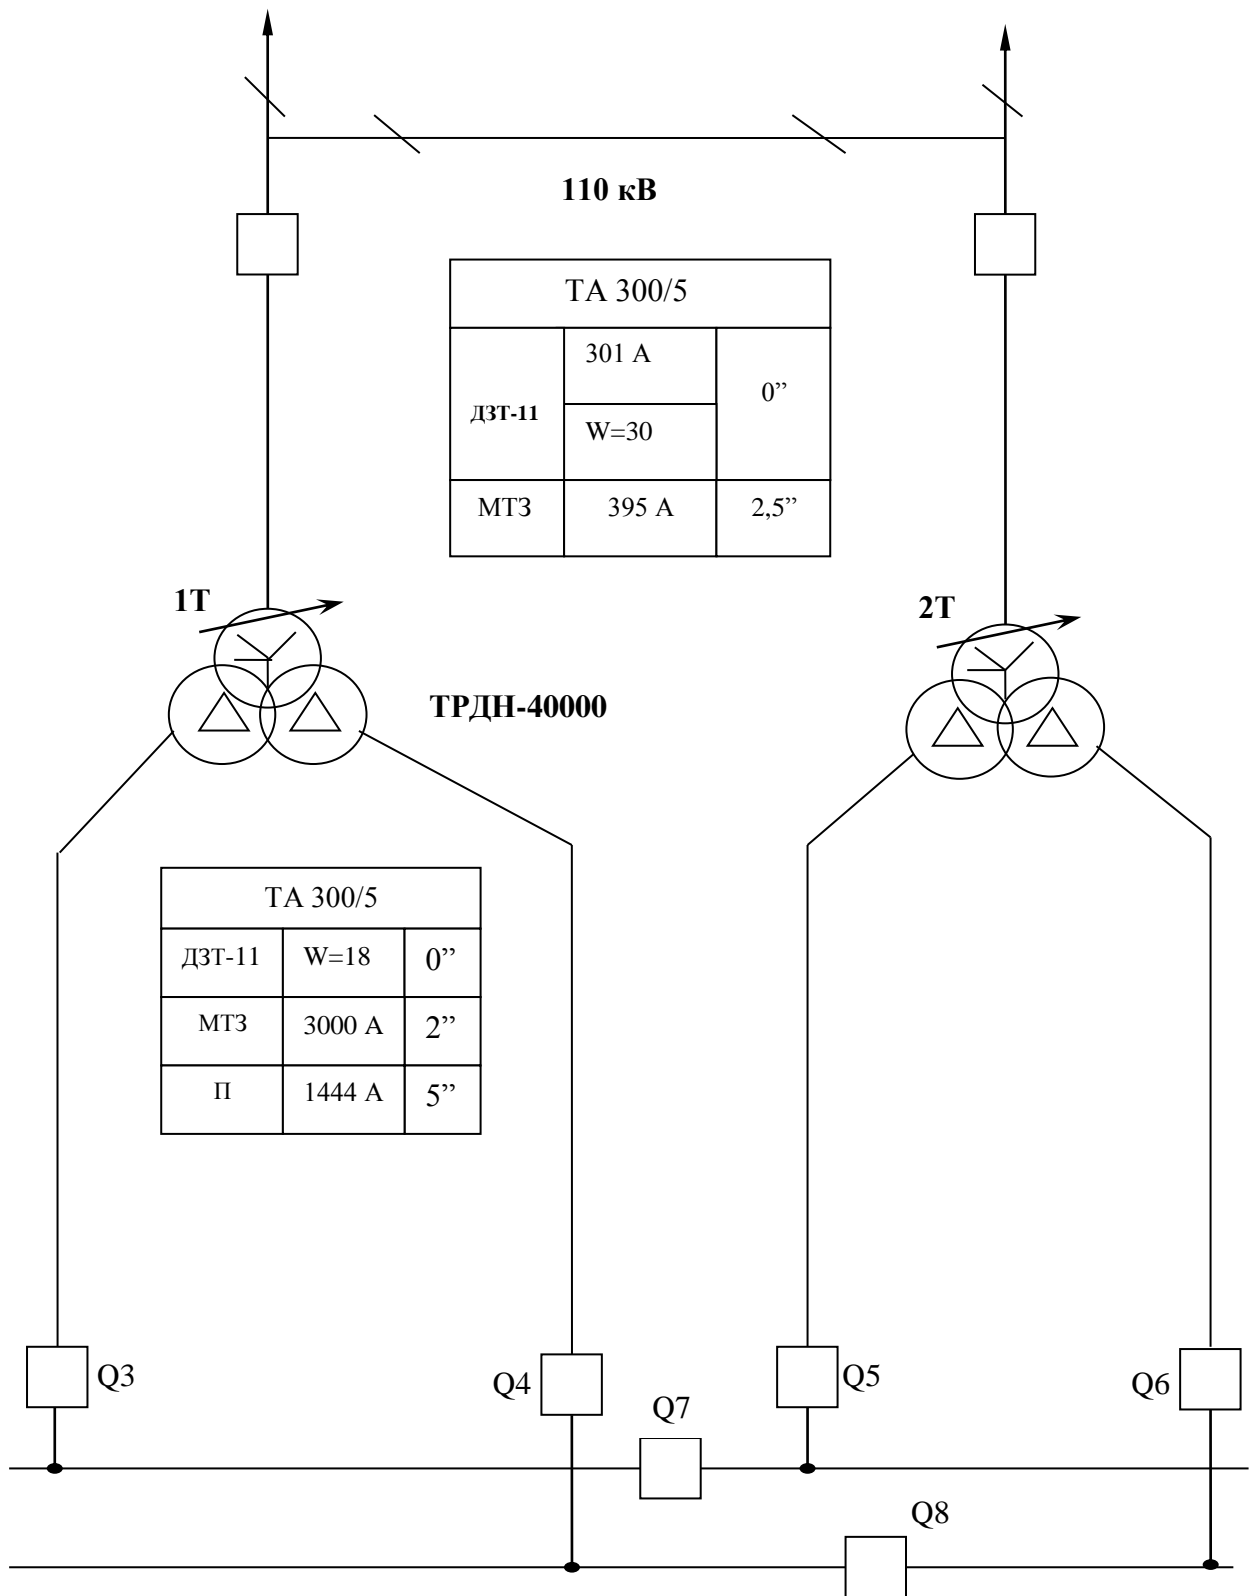 110 кВ
ТА 300/5
ДЗТ-11
301 А
0”
W=30
МТЗ
395 А
2,5”
1Т
2Т
ТРДН-40000
ТА 300/5
ДЗТ-11
W=18
0”
МТЗ
3000 А
2”
П
1444 А
5”
Q3
Q4
Q5
Q6
Q7
Q8